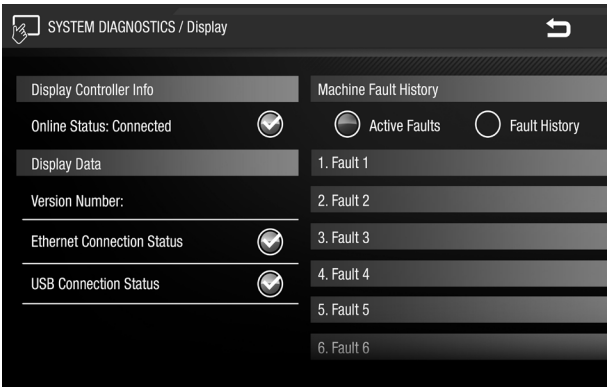 SYSTEM DIAGNOSTICS / Display
Display Controller Info
Online Status: Connected
Display Data
Version Number:
Ethernet Connection Status
USB Connection Status
Machine Fault History
Active Faults
Fault History
1. Fault 1
2. Fault 2
3. Fault 3
4. Fault 4
5. Fault 5
6. Fault 6